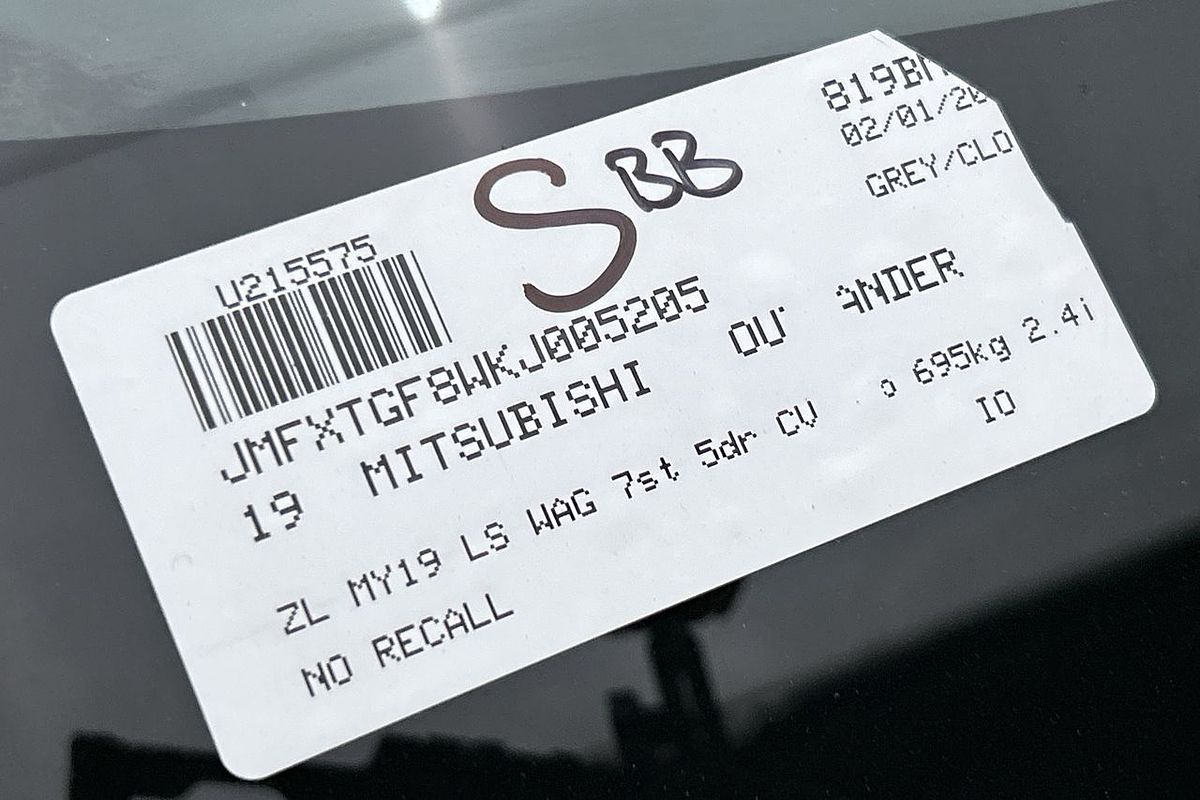 819BM
02/01/20
GREY/CLO
S BB
U215575
JMFXTGF8WKJ005205
19 MITSUBISHI
ZL MY19 LS WAG 7st 5dr CV 695kg 2.4i
NO RECALL IO